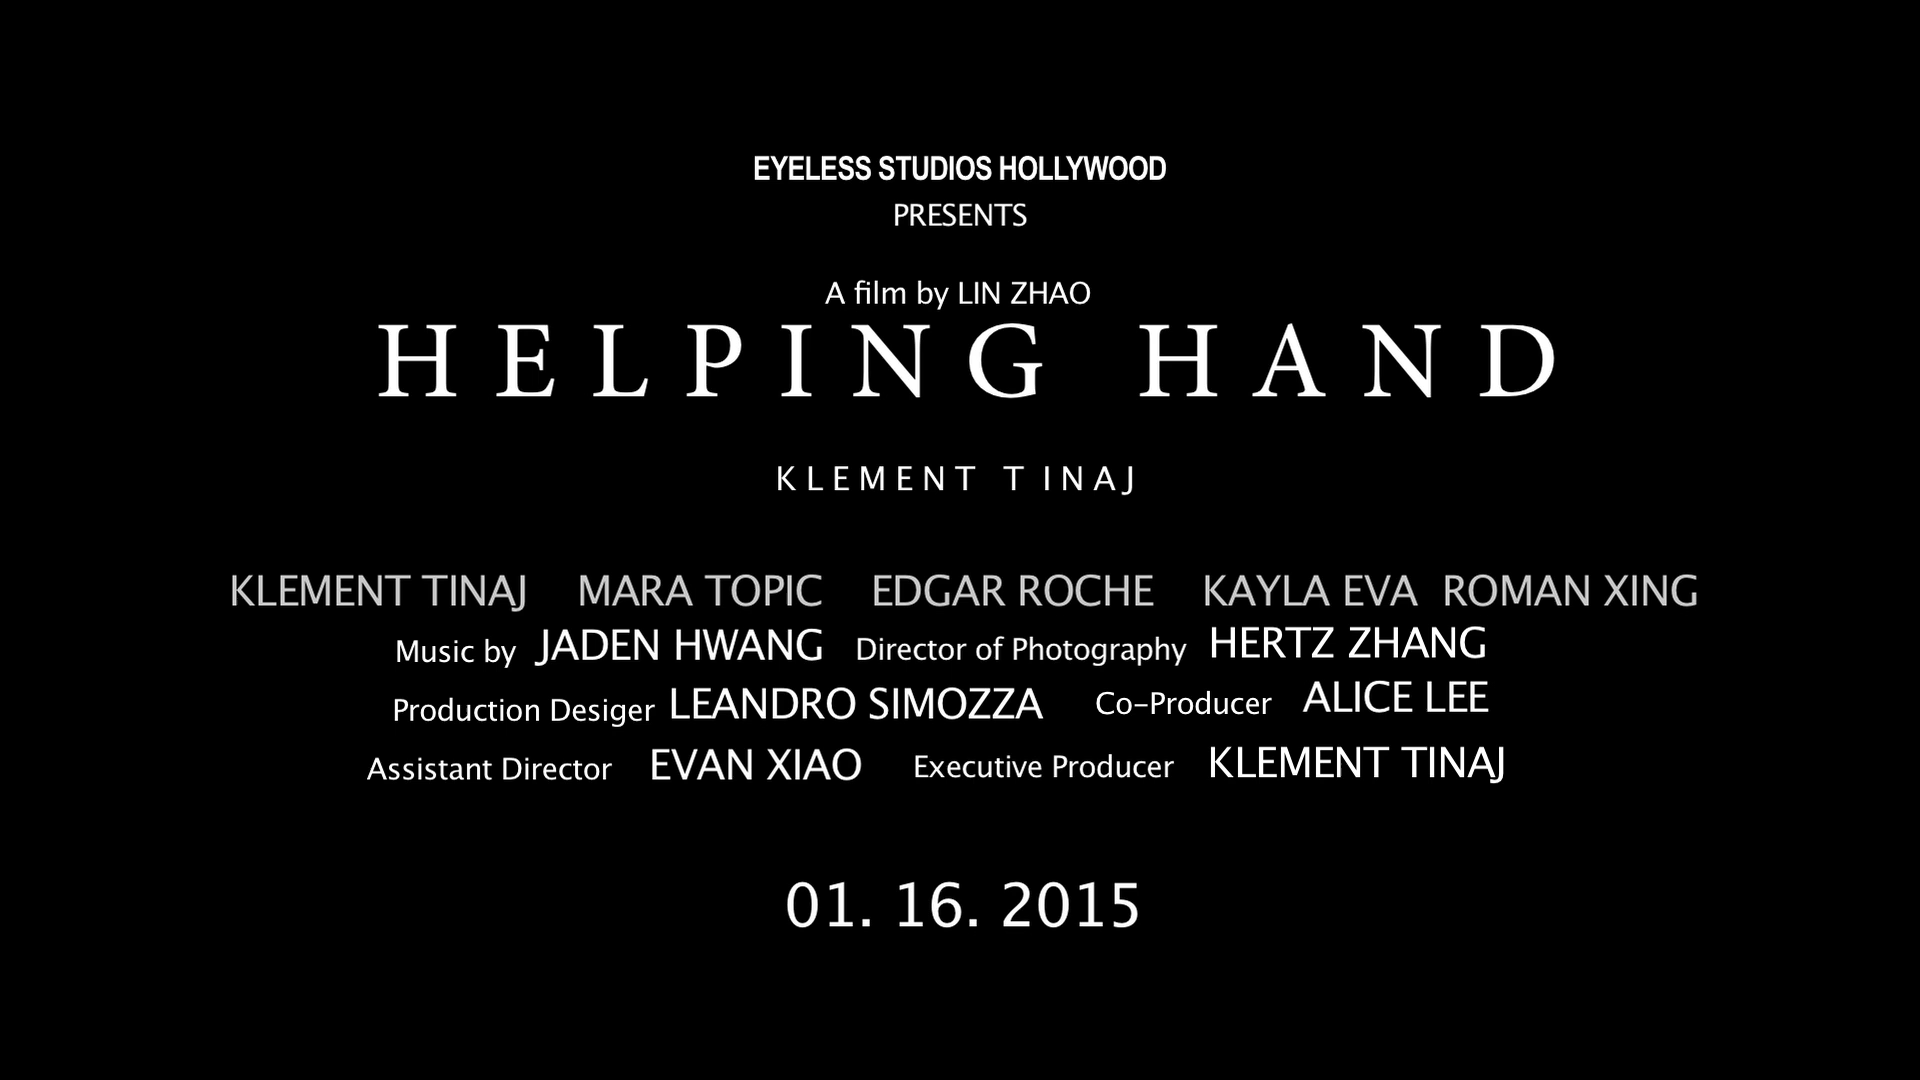 EYELESS STUDIOS HOLLYWOOD
PRESENTS
A film by LIN ZHAO
HELPING HAND
KLEMENT TINAJ
KLEMENT TINAJ MARA TOPIC EDGAR ROCHE KAYLA EVA ROMAN XING
Music by JADEN HWANG Director of Photography HERTZ ZHANG
Production Desiger LEANDRO SIMOZZA Co-Producer ALICE LEE
Assistant Director EVAN XIAO Executive Producer KLEMENT TINAJ
01. 16. 2015